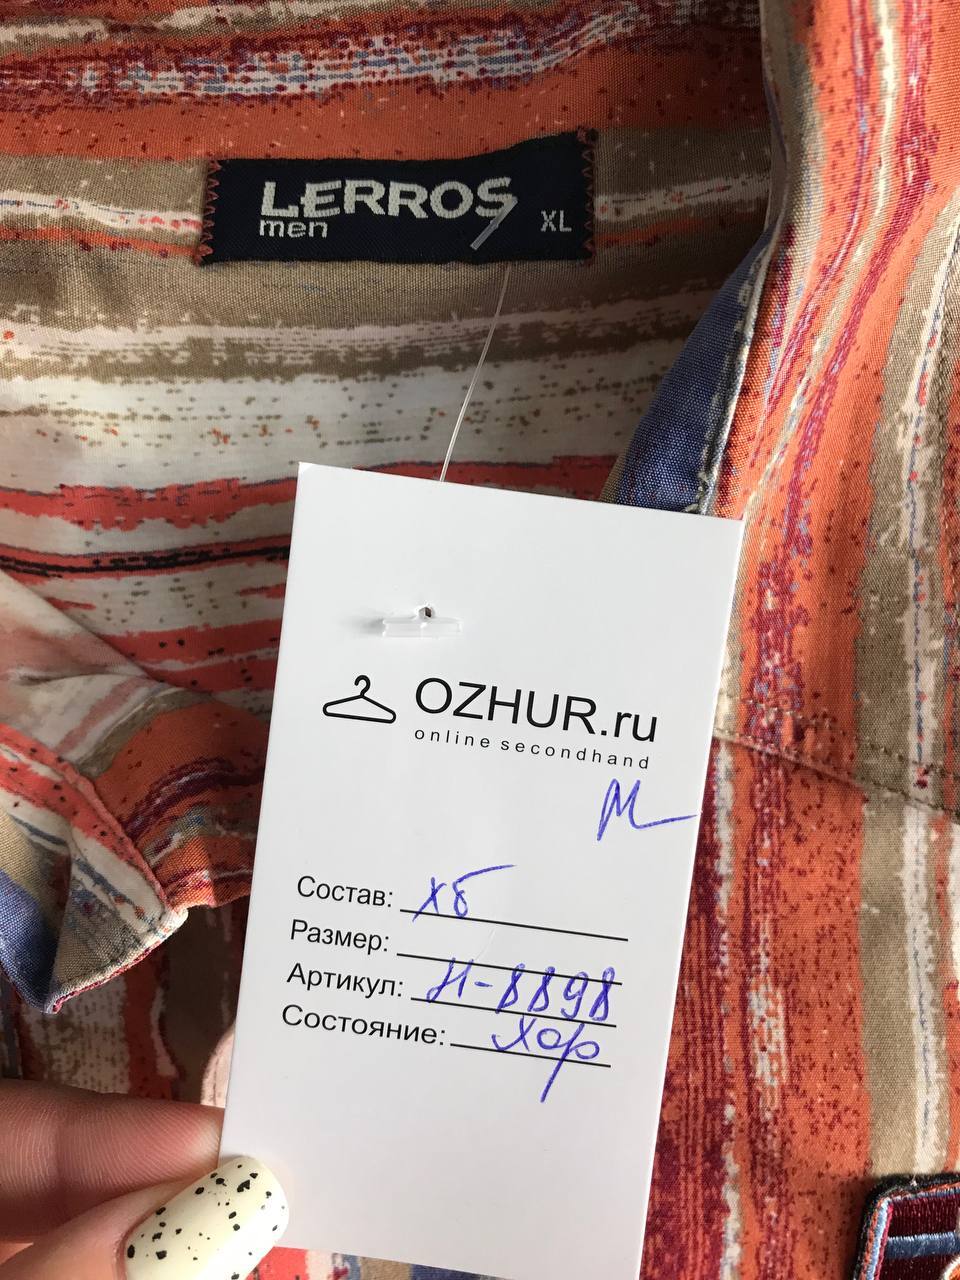 LERROS
men XL
OZHUR.ru
online secondhand
М
Состав: хб
Размер:
Артикул: Н-8898
Состояние: Хор